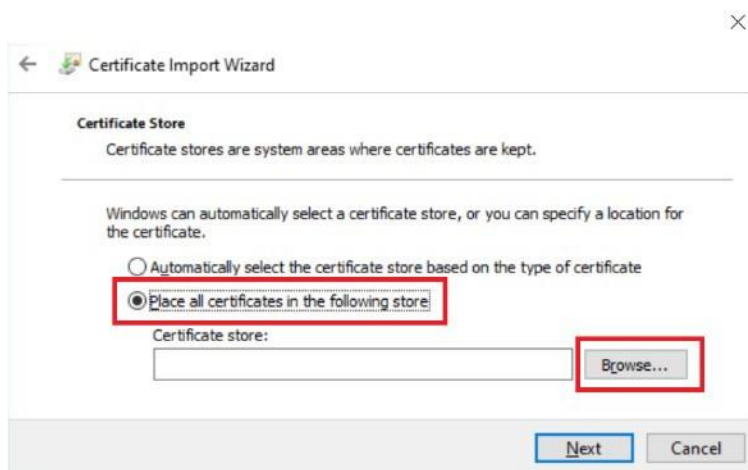 Certificate Import Wizard
Certificate Store
Certificate stores are system areas where certificates are kept.
Windows can automatically select a certificate store, or you can specify a location for
the certificate.
Automatically select the certificate store based on the type of certificate
Place all certificates in the following store
Certificate store:
Browse...
Next Cancel